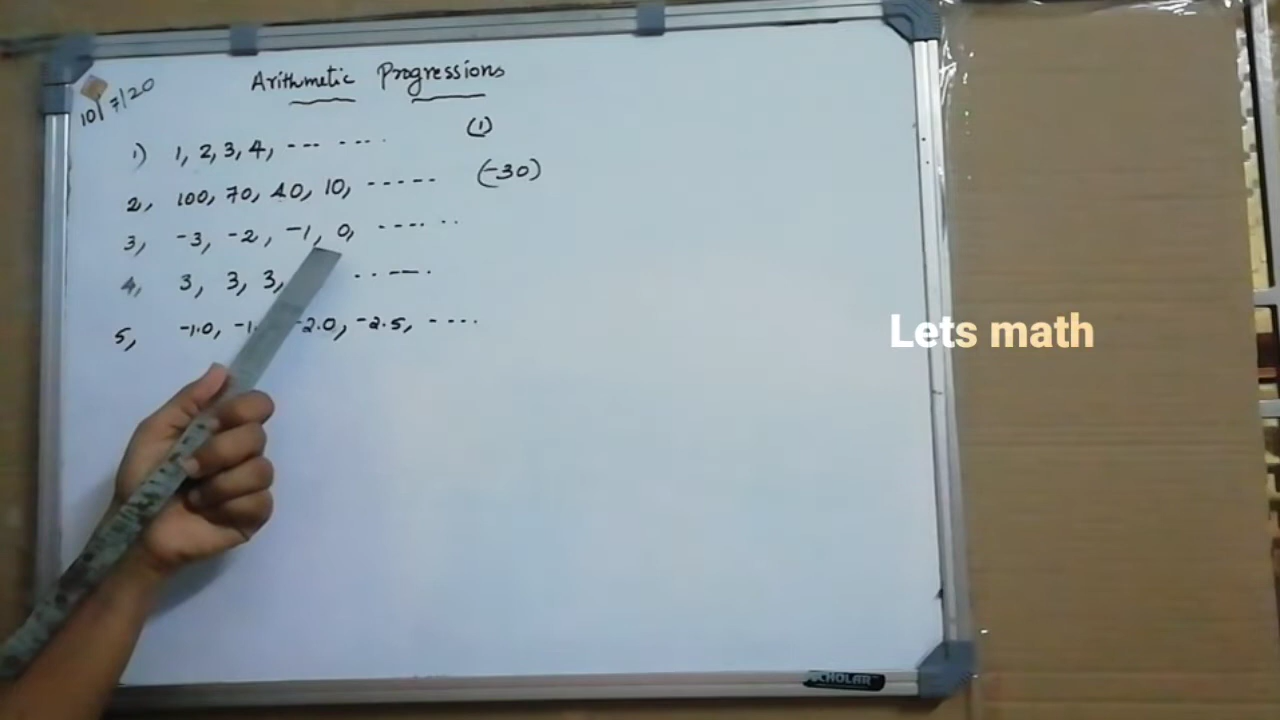 Arithmetic Progressions
10/7/20
1) 1, 2, 3, 4, --- --- (1)
2, 100, 70, 40, 10, ----- (-30)
3, -3, -2, -1, 0, ---- --
4, 3, 3, 3, -----
5, -1.0, -1. -2.0, -2.5, ----
Lets math
SCHOLAR